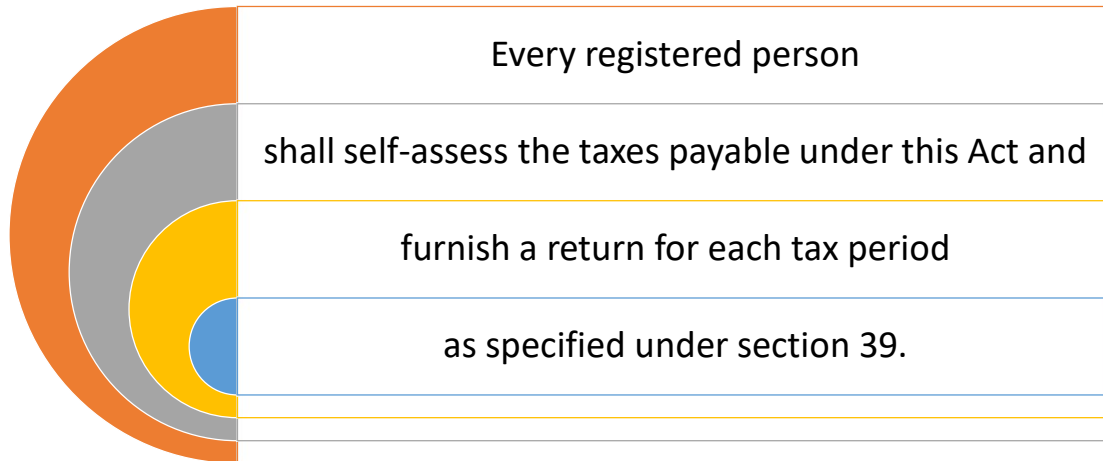 Every registered person
shall self-assess the taxes payable under this Act and
furnish a return for each tax period
as specified under section 39.